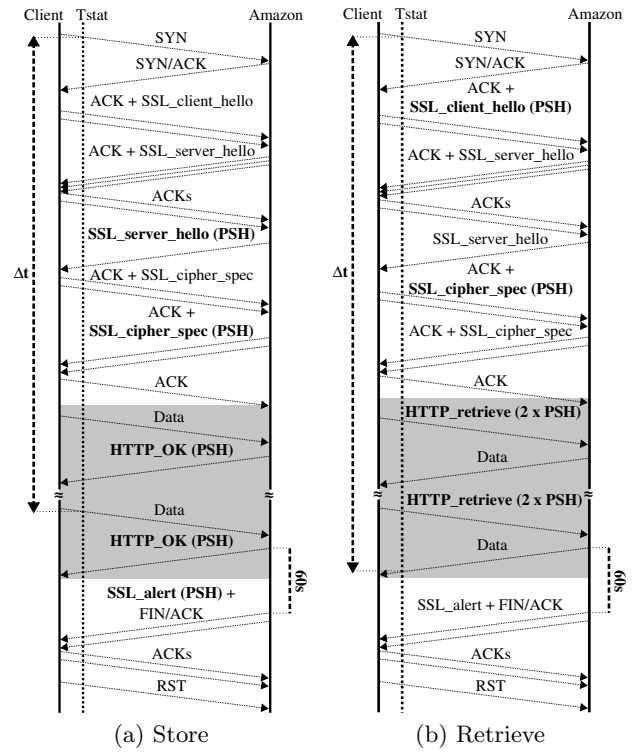 Client Tstat Amazon
SYN
SYN/ACK
ACK + SSL_client_hello
ACK + SSL_server_hello
ACKs
SSL_server_hello (PSH)
Δt
ACK + SSL_cipher_spec
ACK +
SSL_cipher_spec (PSH)
ACK
Data
HTTP_OK (PSH)
≈ ≈
Data
HTTP_OK (PSH)
60s
SSL_alert (PSH) +
FIN/ACK
ACKs
RST
(a) Store
Client Tstat Amazon
SYN
SYN/ACK
ACK +
SSL_client_hello (PSH)
ACK + SSL_server_hello
ACKs
SSL_server_hello
Δt
ACK +
SSL_cipher_spec (PSH)
ACK + SSL_cipher_spec
ACK
HTTP_retrieve (2 x PSH)
Data
≈ ≈
HTTP_retrieve (2 x PSH)
Data
60s
SSL_alert + FIN/ACK
ACKs
RST
(b) Retrieve